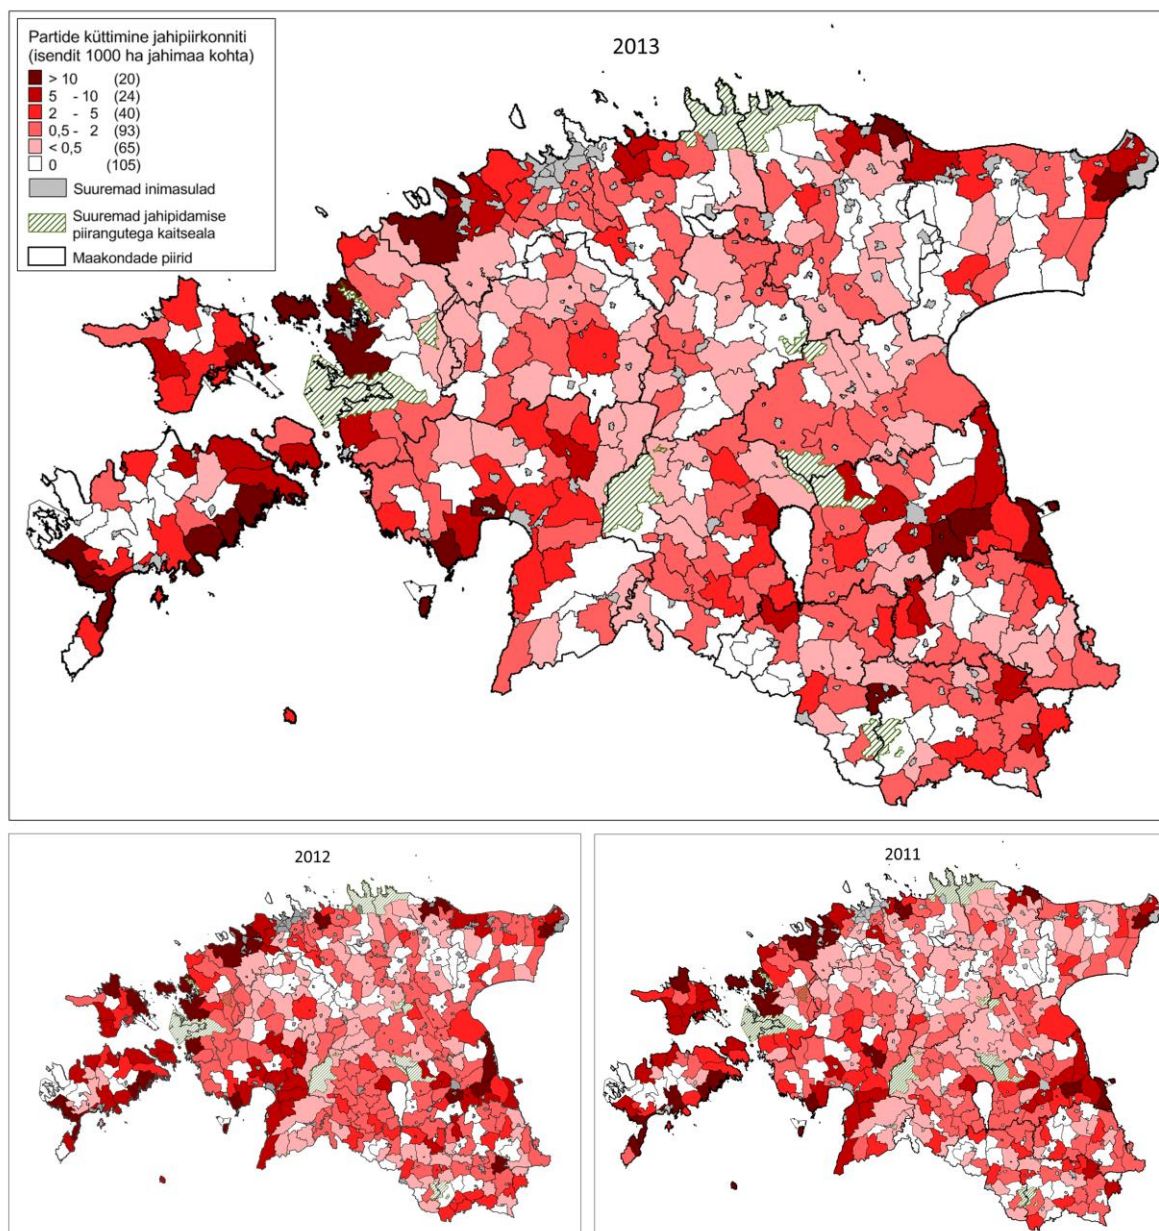 Partide küttimine jahipiirkonniti
(isendit 1000 ha jahimaa kohta)
> 10 (20)
5 - 10 (24)
2 - 5 (40)
0,5 - 2 (93)
< 0,5 (65)
0 (105)
Suuremad inimasulad
Suuremad jahipidamise
piirangutega kaitseala
Maakondade piirid
2013
2012
2011